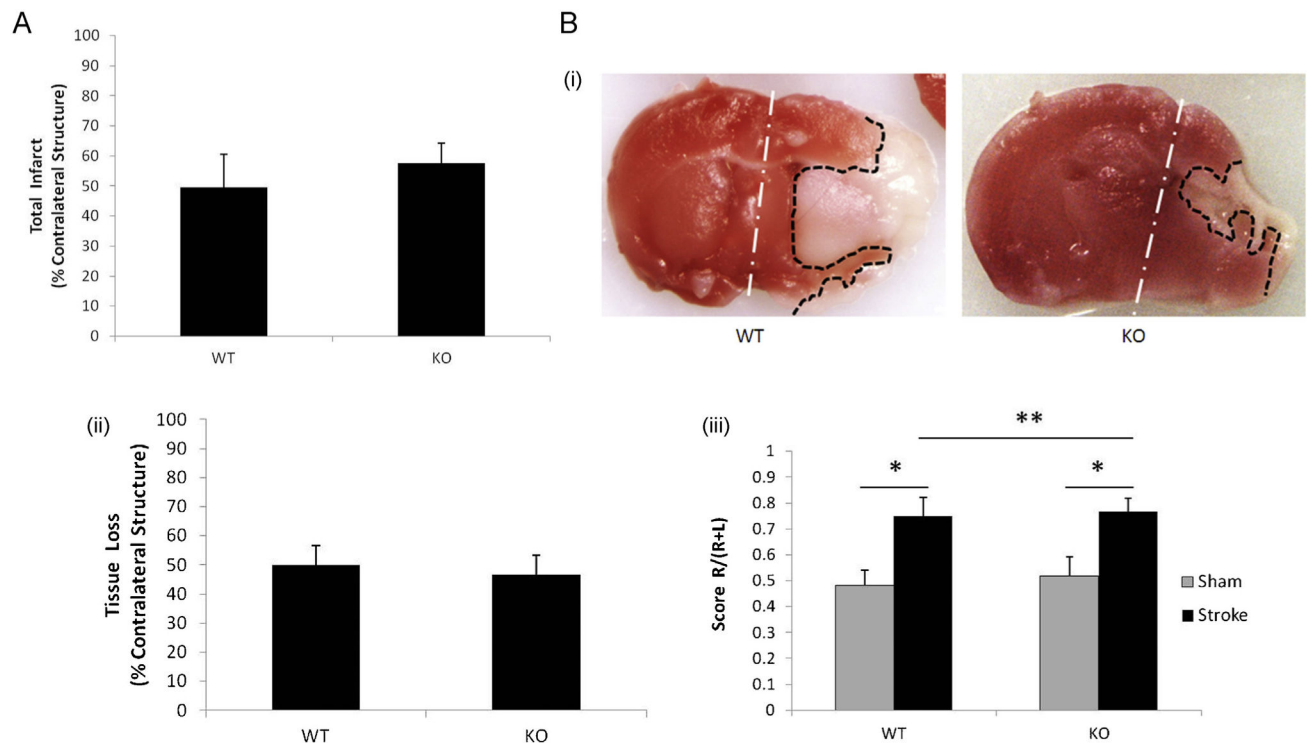 A
Total Infarct
(% Contralateral Structure)
100
90
80
70
60
50
40
30
20
10
0
WT
KO
B
(i)
WT
KO
(ii)
Tissue Loss
(% Contralateral Structure)
100
90
80
70
60
50
40
30
20
10
0
WT
KO
(iii)
Score R/(R+L)
1
0.9
0.8
0.7
0.6
0.5
0.4
0.3
0.2
0.1
0
*
**
*
WT
KO
Sham
Stroke